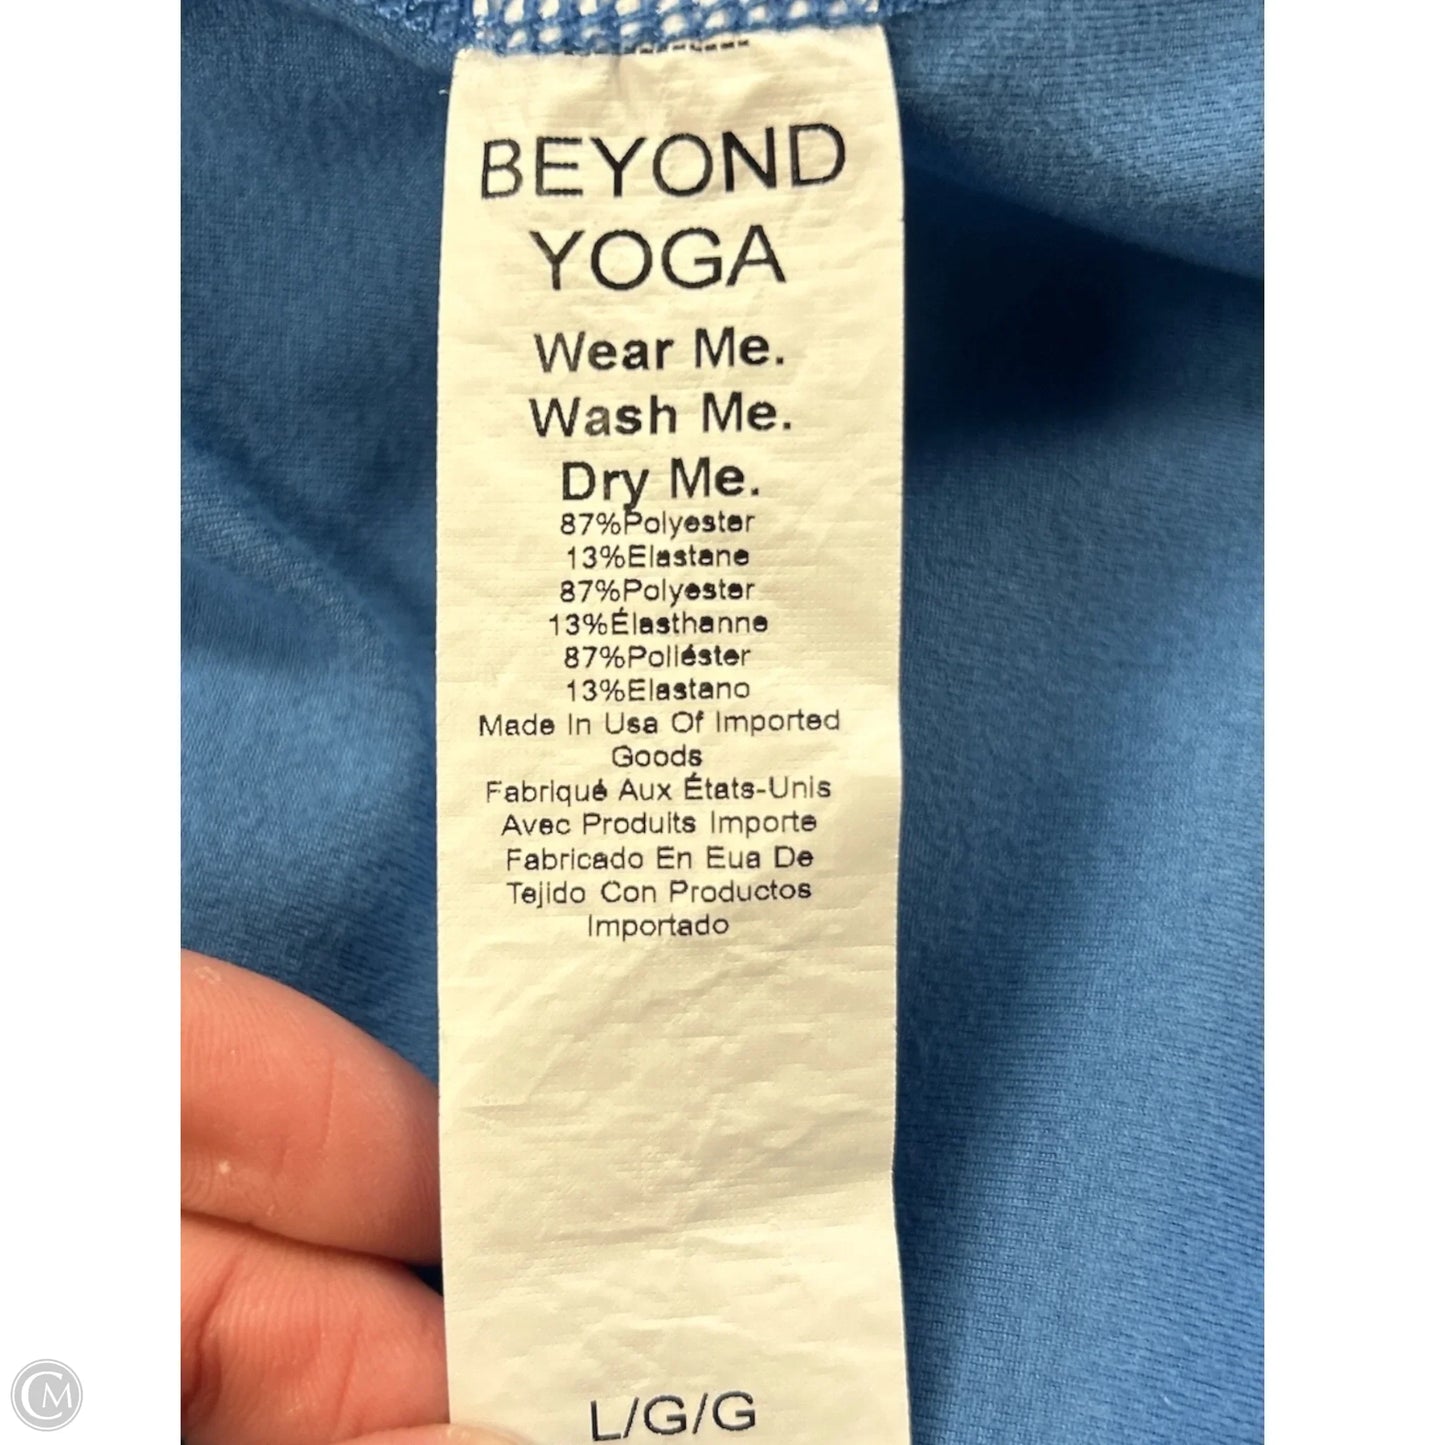 BEYOND
YOGA
Wear Me.
Wash Me.
Dry Me.
87%Polyester
13%Elastane
87%Polyester
13%Élasthanne
87%Poliéster
13%Elastano
Made In Usa Of Imported
Goods
Fabriqué Aux États-Unis
Avec Produits Importe
Fabricado En Eua De
Tejido Con Productos
Importado
L/G/G
CM